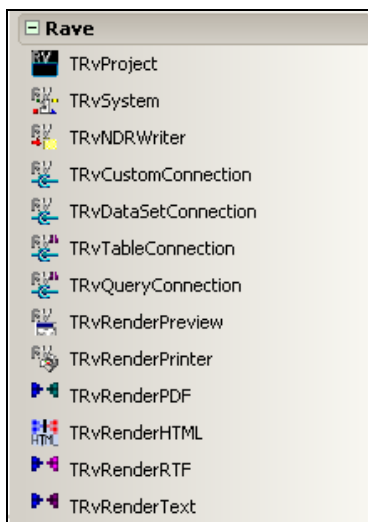 Rave
TRvProject
TRvSystem
TRvNDRWriter
TRvCustomConnection
TRvDataSetConnection
TRvTableConnection
TRvQueryConnection
TRvRenderPreview
TRvRenderPrinter
TRvRenderPDF
TRvRenderHTML
TRvRenderRTF
TRvRenderText